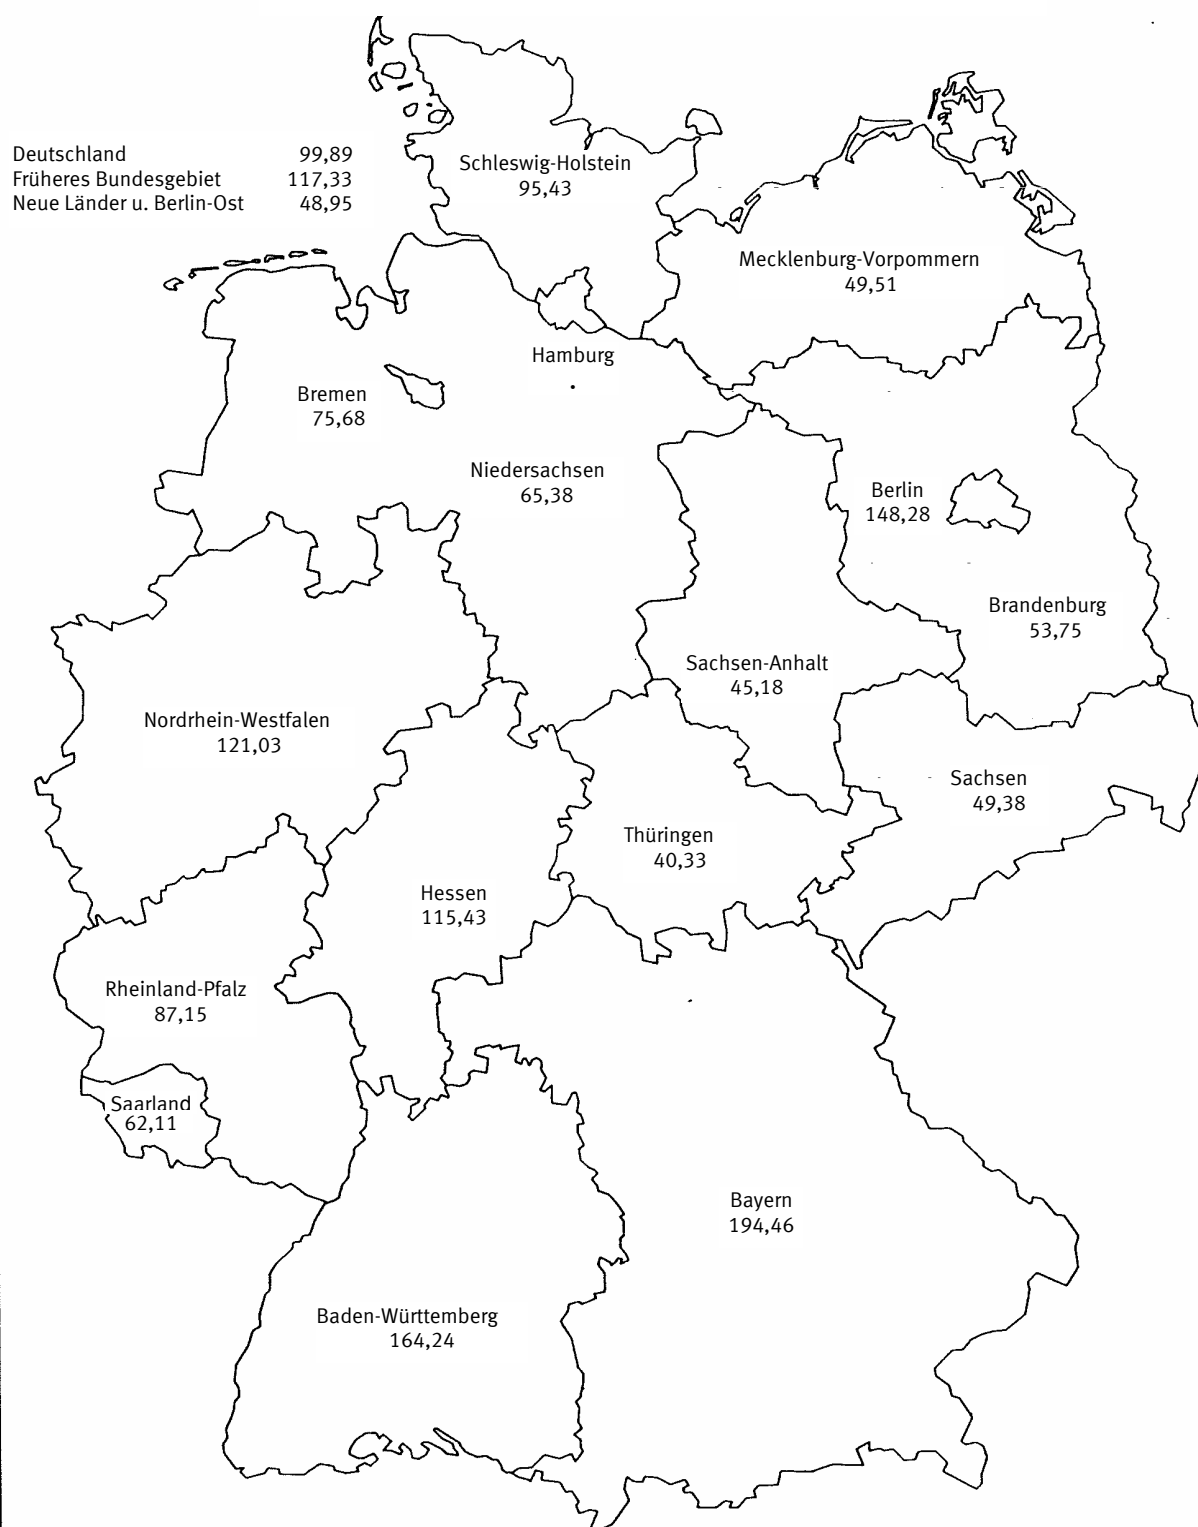 Deutschland 99,89
Früheres Bundesgebiet 117,33
Neue Länder u. Berlin-Ost 48,95
Schleswig-Holstein
95,43
Mecklenburg-Vorpommern
49,51
Hamburg
Bremen
75,68
Niedersachsen
65,38
Berlin
148,28
Brandenburg
53,75
Sachsen-Anhalt
45,18
Nordrhein-Westfalen
121,03
Sachsen
49,38
Thüringen
40,33
Hessen
115,43
Rheinland-Pfalz
87,15
Saarland
62,11
Bayern
194,46
Baden-Württemberg
164,24